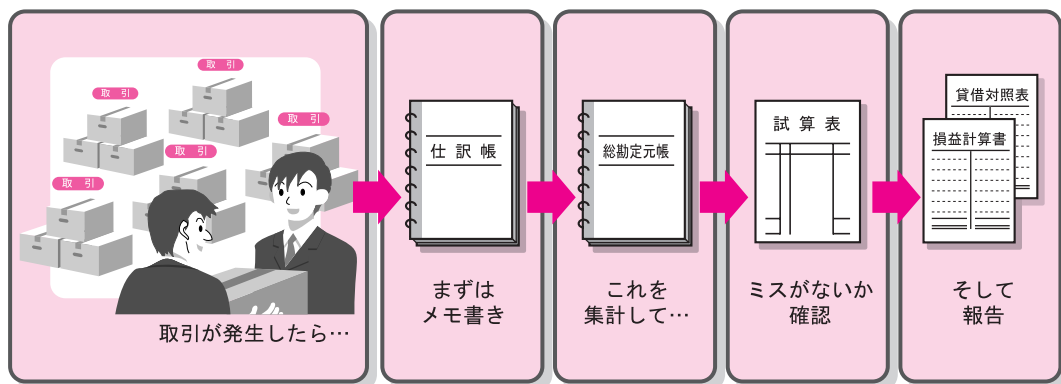 取引
取引
取引
取引
取引
取引が発生したら…
仕訳帳
まずは
メモ書き
総勘定元帳
これを
集計して…
試算表
ミスがないか
確認
貸借対照表
損益計算書
そして
報告